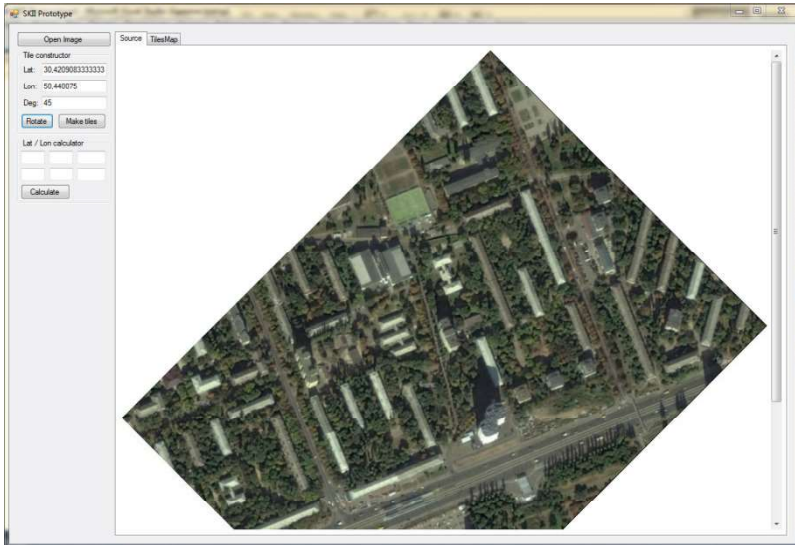 SKII Prototype
Open Image
Tile constructor
Lat: 30,4209083333333
Lon: 50,440075
Deg: 45
Rotate Make tiles
Lat / Lon calculator
Calculate
Source TilesMap